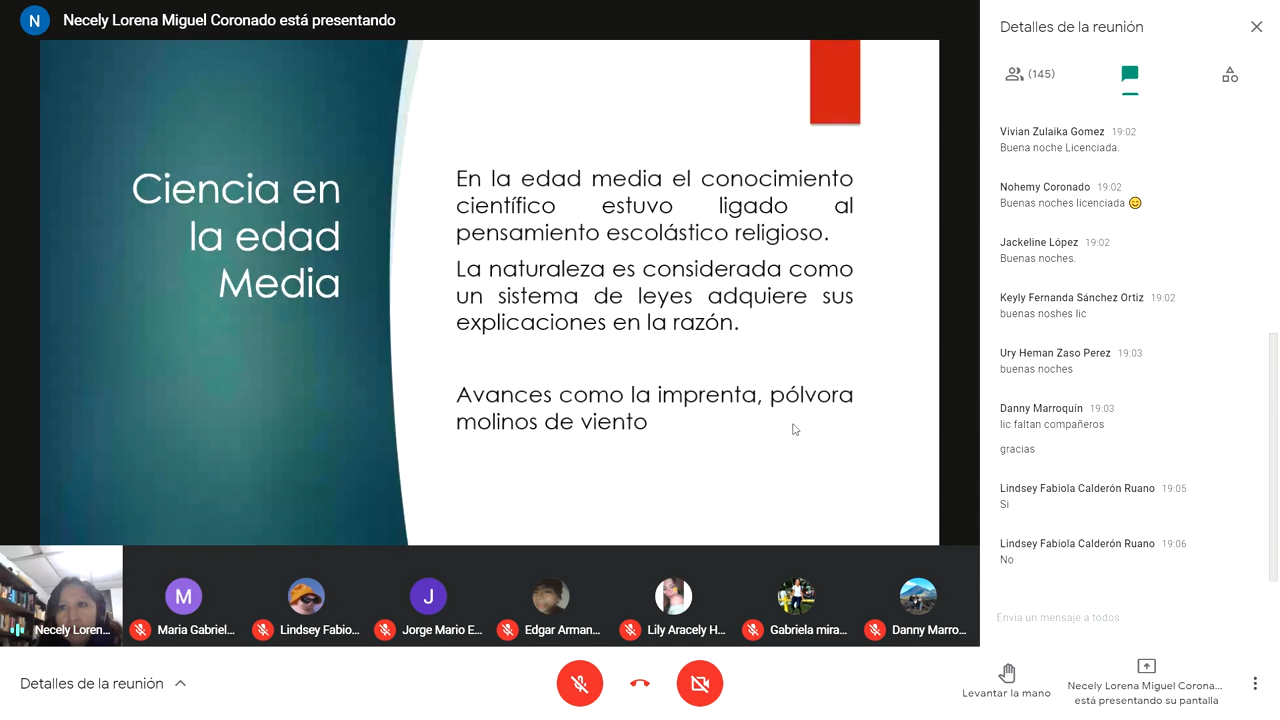 N
Necely Lorena Miguel Coronado está presentando
Ciencia en
la edad
Media
En la edad media el conocimiento
científico estuvo ligado al
pensamiento escolástico religioso.
La naturaleza es considerada como
un sistema de leyes adquiere sus
explicaciones en la razón.
Avances como la imprenta, pólvora
molinos de viento
Necely Loren...
M
Maria Gabriel...
Lindsey Fabio...
J
Jorge Mario E...
Edgar Arman...
Lily Aracely H...
Gabriela mira...
Danny Marro...
Detalles de la reunión
Detalles de la reunión
(145)
Vivian Zulaika Gomez 19:02
Buena noche Licenciada.
Nohemy Coronado 19:02
Buenas noches licenciada 😊
Jackeline López 19:02
Buenas noches.
Keyly Fernanda Sánchez Ortiz 19:02
buenas noshes lic
Ury Heman Zaso Perez 19:03
buenas noches
Danny Marroquín 19:03
lic faltan compañeros
gracias
Lindsey Fabiola Calderón Ruano 19:05
Si
Lindsey Fabiola Calderón Ruano 19:06
No
Envía un mensaje a todos
Levantar la mano
Necely Lorena Miguel Corona...
está presentando su pantalla